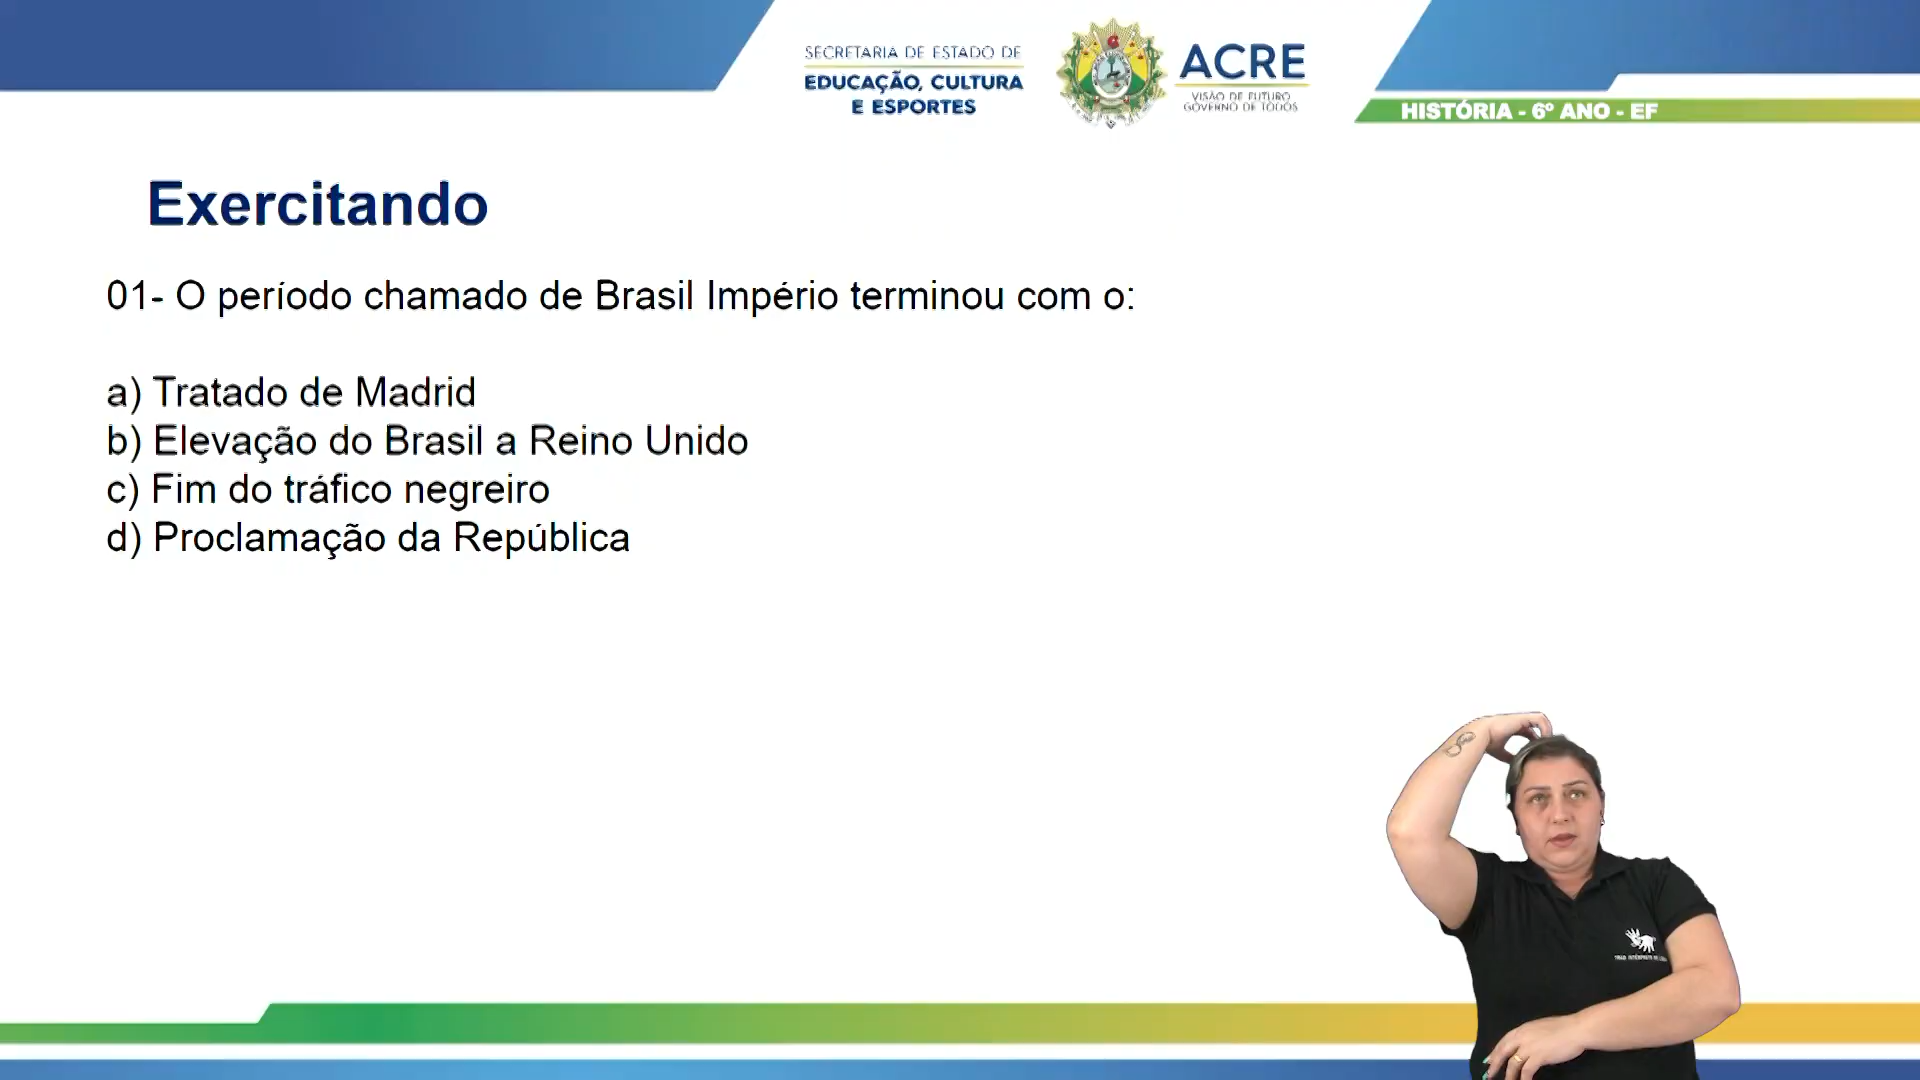 SECRETARIA DE ESTADO DE
EDUCAÇÃO, CULTURA
E ESPORTES
ACRE
VISÃO DE FUTURO
GOVERNO DE TODOS
HISTÓRIA - 6º ANO - EF
Exercitando
01- O período chamado de Brasil Império terminou com o:
a) Tratado de Madrid
b) Elevação do Brasil a Reino Unido
c) Fim do tráfico negreiro
d) Proclamação da República